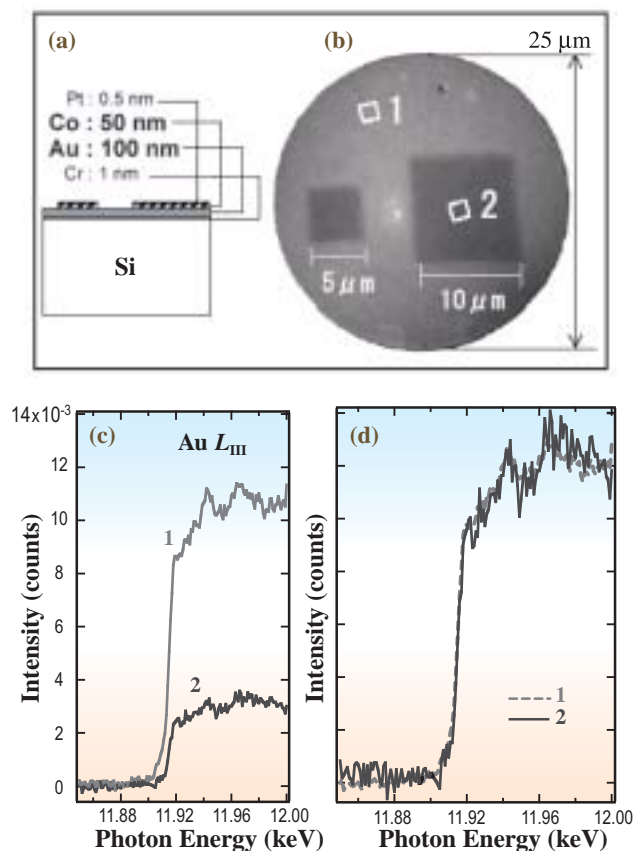 (a)
(b)
25 μm
Pt : 0.5 nm
Co : 50 nm
Au : 100 nm
Cr : 1 nm
Si
1
2
5 μm
10 μm
(c)
Au LIII
14x10-3
12
10
8
6
4
2
0
1
2
Intensity (counts)
11.88
11.92
11.96
12.00
Photon Energy (keV)
(d)
Intensity (counts)
1
2
11.88
11.92
11.96
12.00
Photon Energy (keV)